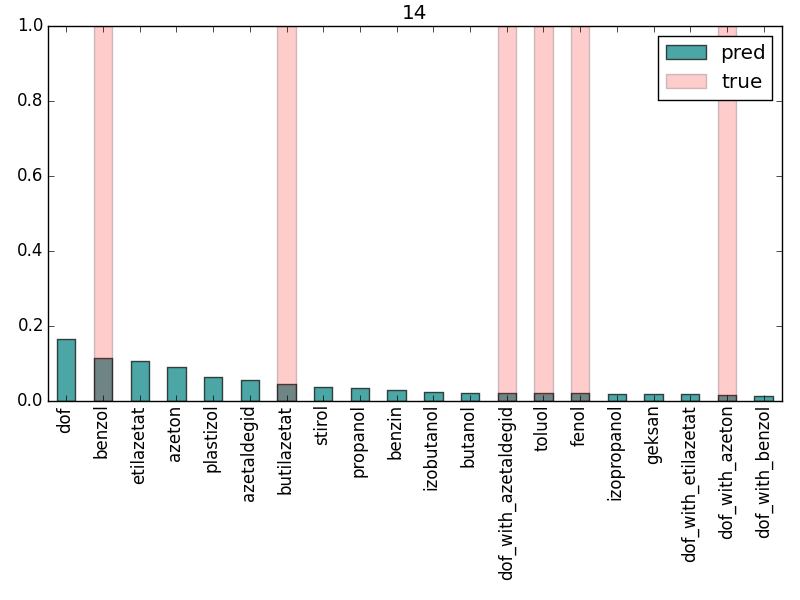 14
1.0
0.8
0.6
0.4
0.2
0.0
pred
true
dof
benzol
etilazetat
azeton
plastizol
azetaldegid
butilazetat
stirol
propanol
benzin
izobutanol
butanol
dof_with_azetaldegid
toluol
fenol
izopropanol
geksan
dof_with_etilazetat
dof_with_azeton
dof_with_benzol